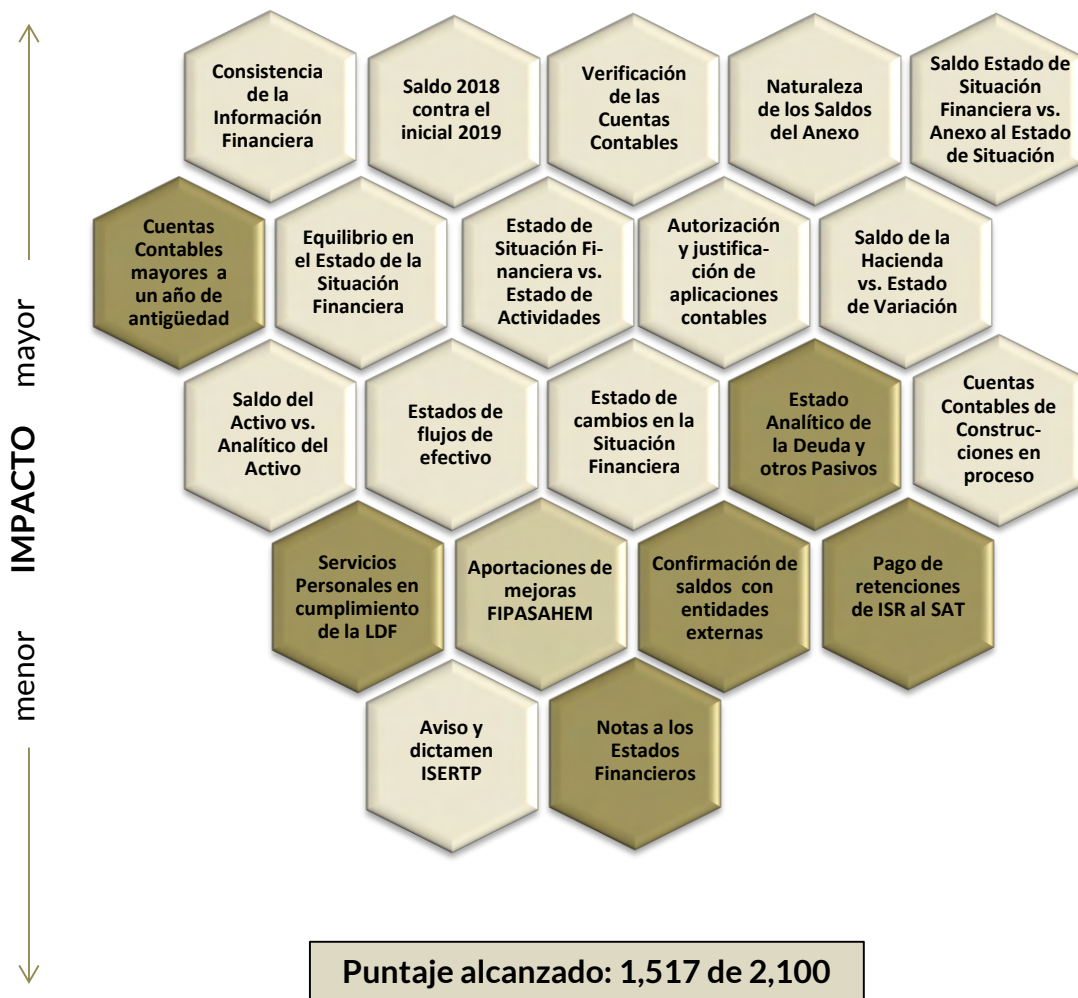 Consistencia
de la
Información
Financiera
Saldo 2018
contra el
inicial 2019
Verificación
de las
Cuentas
Contables
Naturaleza
de los Saldos
del Anexo
Saldo Estado de
Situación
Financiera vs.
Anexo al Estado
de Situación
Cuentas
Contables
mayores a
un año de
antigüedad
Equilibrio en
el Estado de la
Situación
Financiera
Estado de
Situación Fi-
nanciera vs.
Estado de
Actividades
Autorización
y justifica-
ción de
aplicaciones
contables
Saldo de la
Hacienda
vs. Estado
de Variación
Saldo del
Activo vs.
Analítico del
Activo
Estados de
flujos de
efectivo
Estado de
cambios en la
Situación
Financiera
Estado
Analítico de
la Deuda y
otros Pasivos
Cuentas
Contables de
Construc-
ciones en
proceso
Servicios
Personales en
cumplimiento
de la LDF
Aportaciones de
mejoras
FIPASAHEM
Confirmación de
saldos con
entidades
externas
Pago de
retenciones
de ISR al SAT
Aviso y
dictamen
ISERTP
Notas a los
Estados
Financieros
menor IMPACTO mayor
Puntaje alcanzado: 1,517 de 2,100